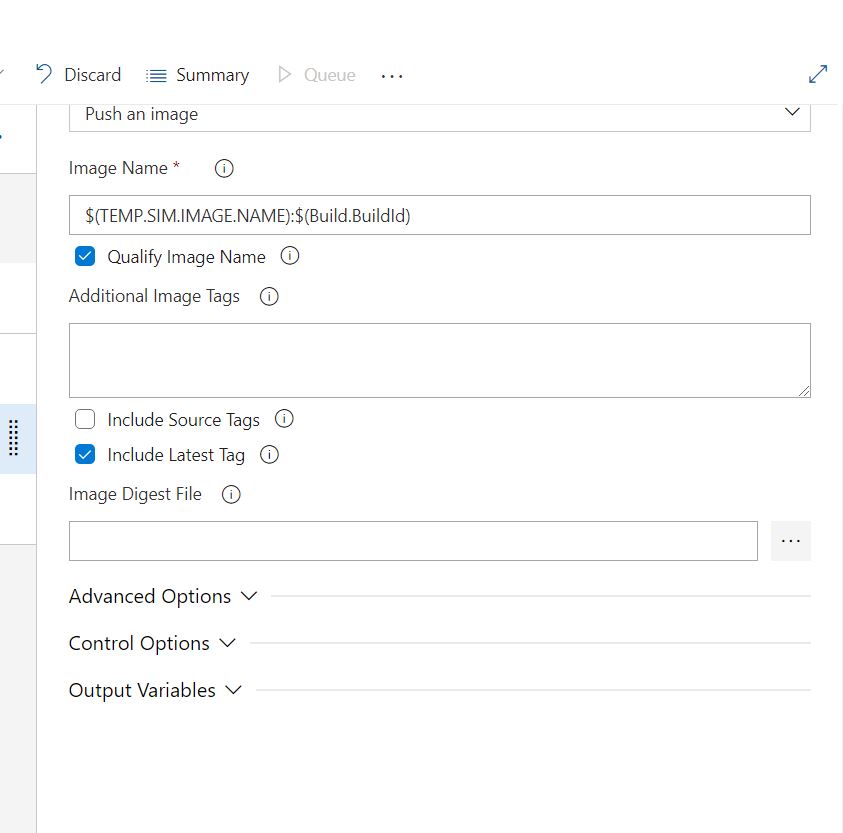 Discard Summary Queue ...
Push an image
Image Name *
$(TEMP.SIM.IMAGE.NAME):$(Build.BuildId)
Qualify Image Name
Additional Image Tags
Include Source Tags
Include Latest Tag
Image Digest File
...
Advanced Options
Control Options
Output Variables